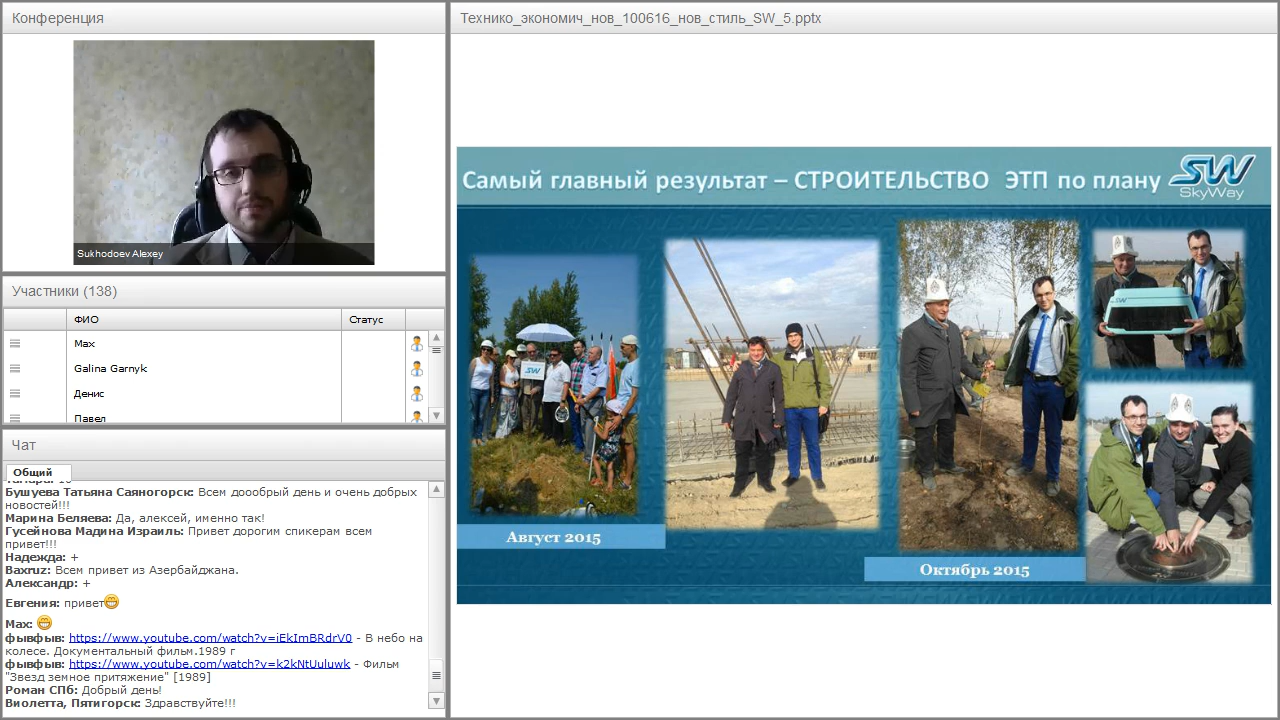 Конференция
Sukhodoev Alexey
Участники (138)
ФИО
Статус
Max
Galina Garnyk
Денис
Павел
Чат
Общий
Бушуева Татьяна Саяногорск: Всем доообрый день и очень добрых
новостей!!!
Марина Беляева: Да, алексей, именно так!
Гусейнова Мадина Израиль: Привет дорогим спикерам всем
привет!!!
Надежда: +
Baxruz: Всем привет из Азербайджана.
Александр: +
Евгения: привет
Max:
фывфыв: https://www.youtube.com/watch?v=iEkImBRdrV0 - В небо на
колесе. Документальный фильм.1989 г
фывфыв: https://www.youtube.com/watch?v=k2kNtUuluwk - Фильм
"Звезд земное притяжение" [1989]
Роман СПб: Добрый день!
Виолетта, Пятигорск: Здравствуйте!!!
Технико_экономич_нов_100616_нов_стиль_SW_5.pptx
Самый главный результат – СТРОИТЕЛЬСТВО ЭТП по плану
SW
SkyWay
SW
SW
Август 2015
Октябрь 2015